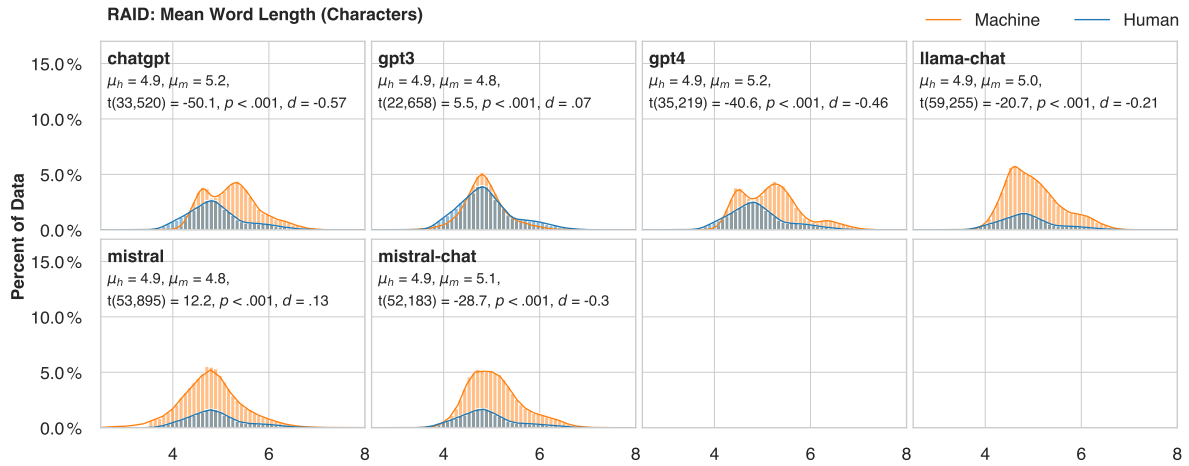 RAID: Mean Word Length (Characters)
Machine
Human
Percent of Data
15.0%
10.0%
5.0%
0.0%
chatgpt
μh = 4.9, μm = 5.2,
t(33,520) = -50.1, p < .001, d = -0.57
gpt3
μh = 4.9, μm = 4.8,
t(22,658) = 5.5, p < .001, d = .07
gpt4
μh = 4.9, μm = 5.2,
t(35,219) = -40.6, p < .001, d = -0.46
llama-chat
μh = 4.9, μm = 5.0,
t(59,255) = -20.7, p < .001, d = -0.21
15.0%
10.0%
5.0%
0.0%
mistral
μh = 4.9, μm = 4.8,
t(53,895) = 12.2, p < .001, d = .13
mistral-chat
μh = 4.9, μm = 5.1,
t(52,183) = -28.7, p < .001, d = -0.3
4 6 8
4 6 8
4 6 8
4 6 8